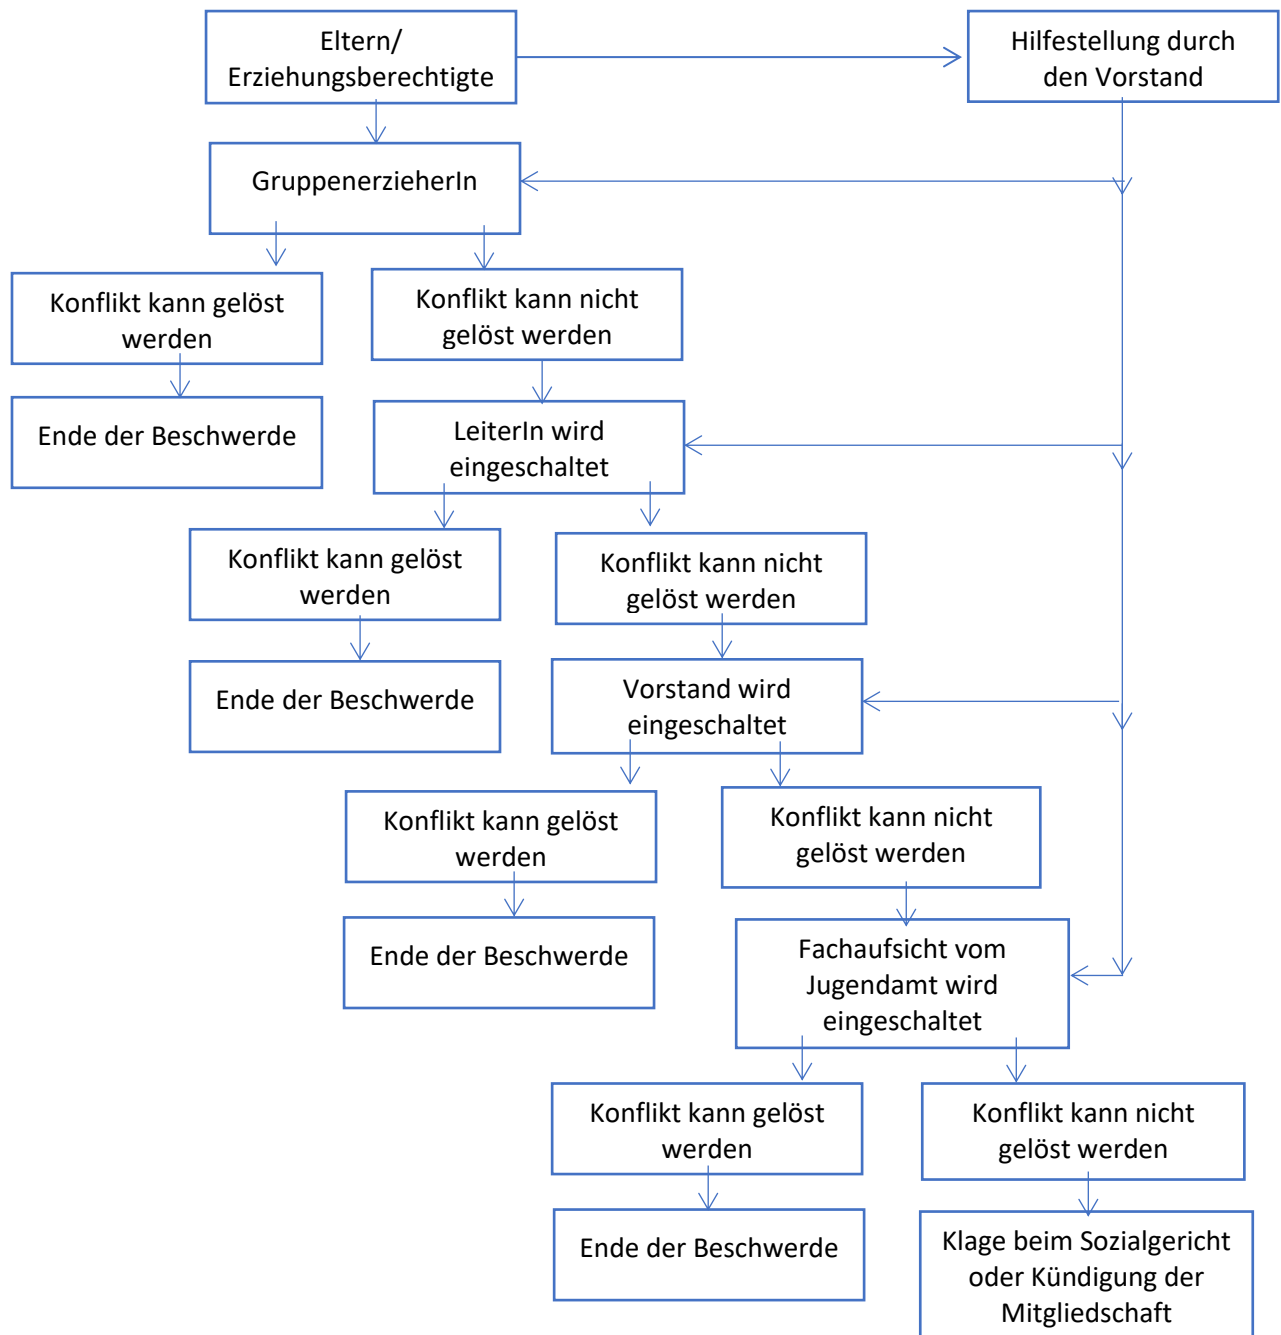 Eltern/
Erziehungsberechtigte
Hilfestellung durch
den Vorstand
GruppenerzieherIn
Konflikt kann gelöst
werden
Konflikt kann nicht
gelöst werden
Ende der Beschwerde
LeiterIn wird
eingeschaltet
Konflikt kann gelöst
werden
Konflikt kann nicht
gelöst werden
Ende der Beschwerde
Vorstand wird
eingeschaltet
Konflikt kann gelöst
werden
Konflikt kann nicht
gelöst werden
Ende der Beschwerde
Fachaufsicht vom
Jugendamt wird
eingeschaltet
Konflikt kann gelöst
werden
Konflikt kann nicht
gelöst werden
Ende der Beschwerde
Klage beim Sozialgericht
oder Kündigung der
Mitgliedschaft